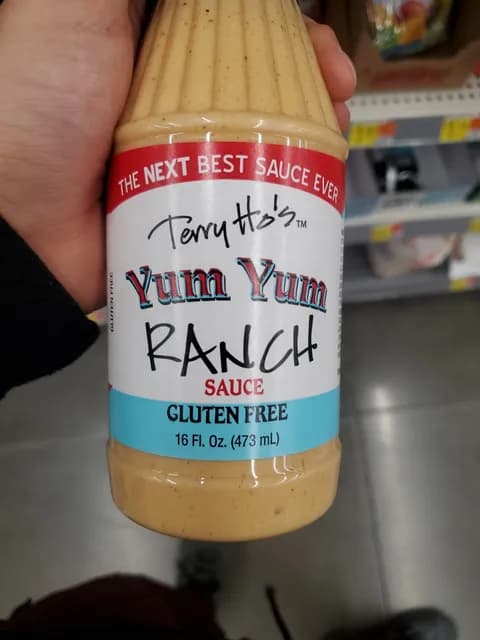 THE NEXT BEST SAUCE EVER
Terry Ho's™
Yum Yum
RANCH
SAUCE
GLUTEN FREE
16 Fl. Oz. (473 mL)